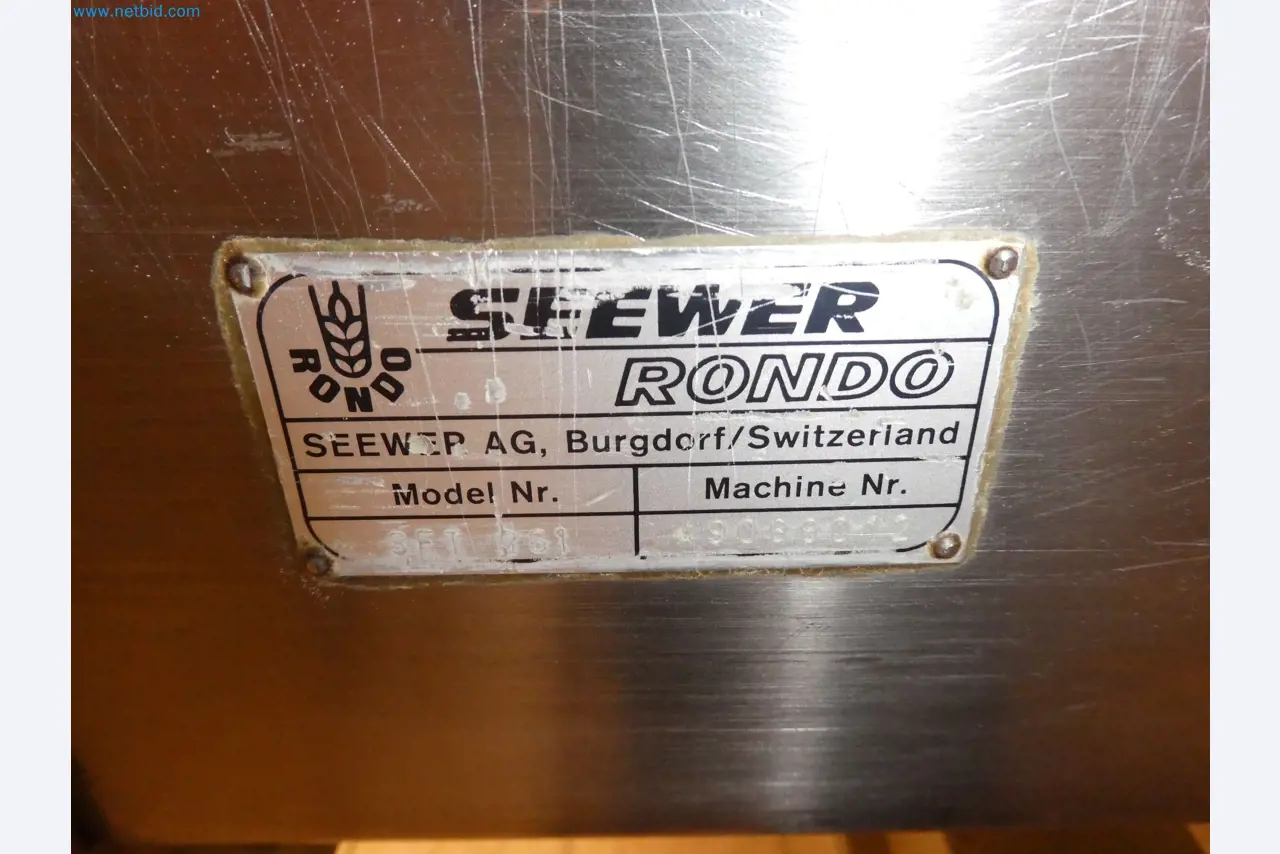 www.netbid.com
SEEWER
RONDO
RONDO
SEEWER AG, Burgdorf/Switzerland
Model Nr.
Machine Nr.